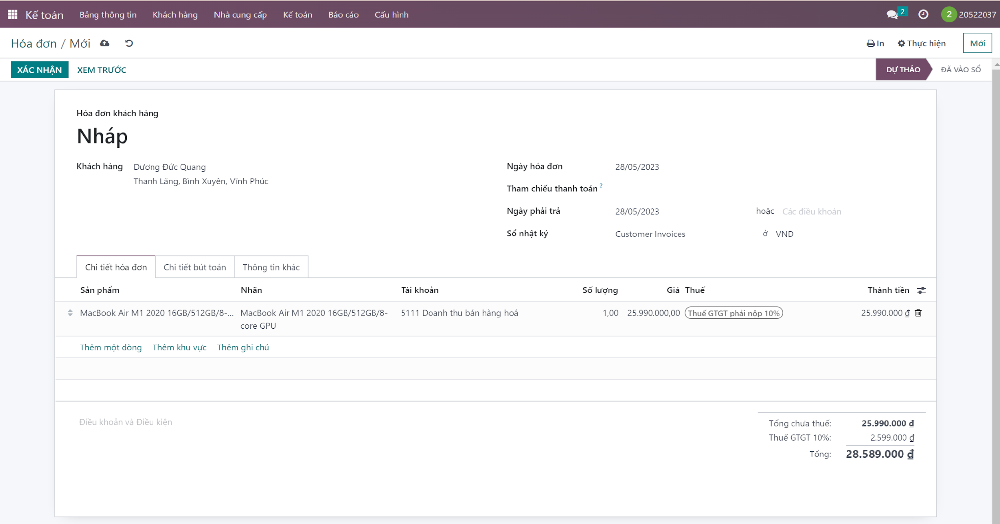 Kế toán Bảng thông tin Khách hàng Nhà cung cấp Kế toán Báo cáo Cấu hình 2 2 20522037
Hóa đơn / Mới In Thực hiện Mới
XÁC NHẬN XEM TRƯỚC DỰ THẢO ĐÃ VÀO SỔ
Hóa đơn khách hàng
Nháp
Khách hàng Dương Đức Quang Ngày hóa đơn 28/05/2023
Thanh Lãng, Bình Xuyên, Vĩnh Phúc
Tham chiếu thanh toán ?
Ngày phải trả 28/05/2023 hoặc Các điều khoản
Sổ nhật ký Customer Invoices ở VND
Chi tiết hóa đơn Chi tiết bút toán Thông tin khác
Sản phẩm Nhãn Tài khoản Số lượng Giá Thuế Thành tiền
MacBook Air M1 2020 16GB/512GB/8-... MacBook Air M1 2020 16GB/512GB/8- 5111 Doanh thu bán hàng hoá 1,00 25.990.000,00 Thuế GTGT phải nộp 10% 25.990.000 ₫
core GPU
Thêm một dòng Thêm khu vực Thêm ghi chú
Điều khoản và Điều kiện
Tổng chưa thuế: 25.990.000 ₫
Thuế GTGT 10%: 2.599.000 ₫
Tổng: 28.589.000 ₫